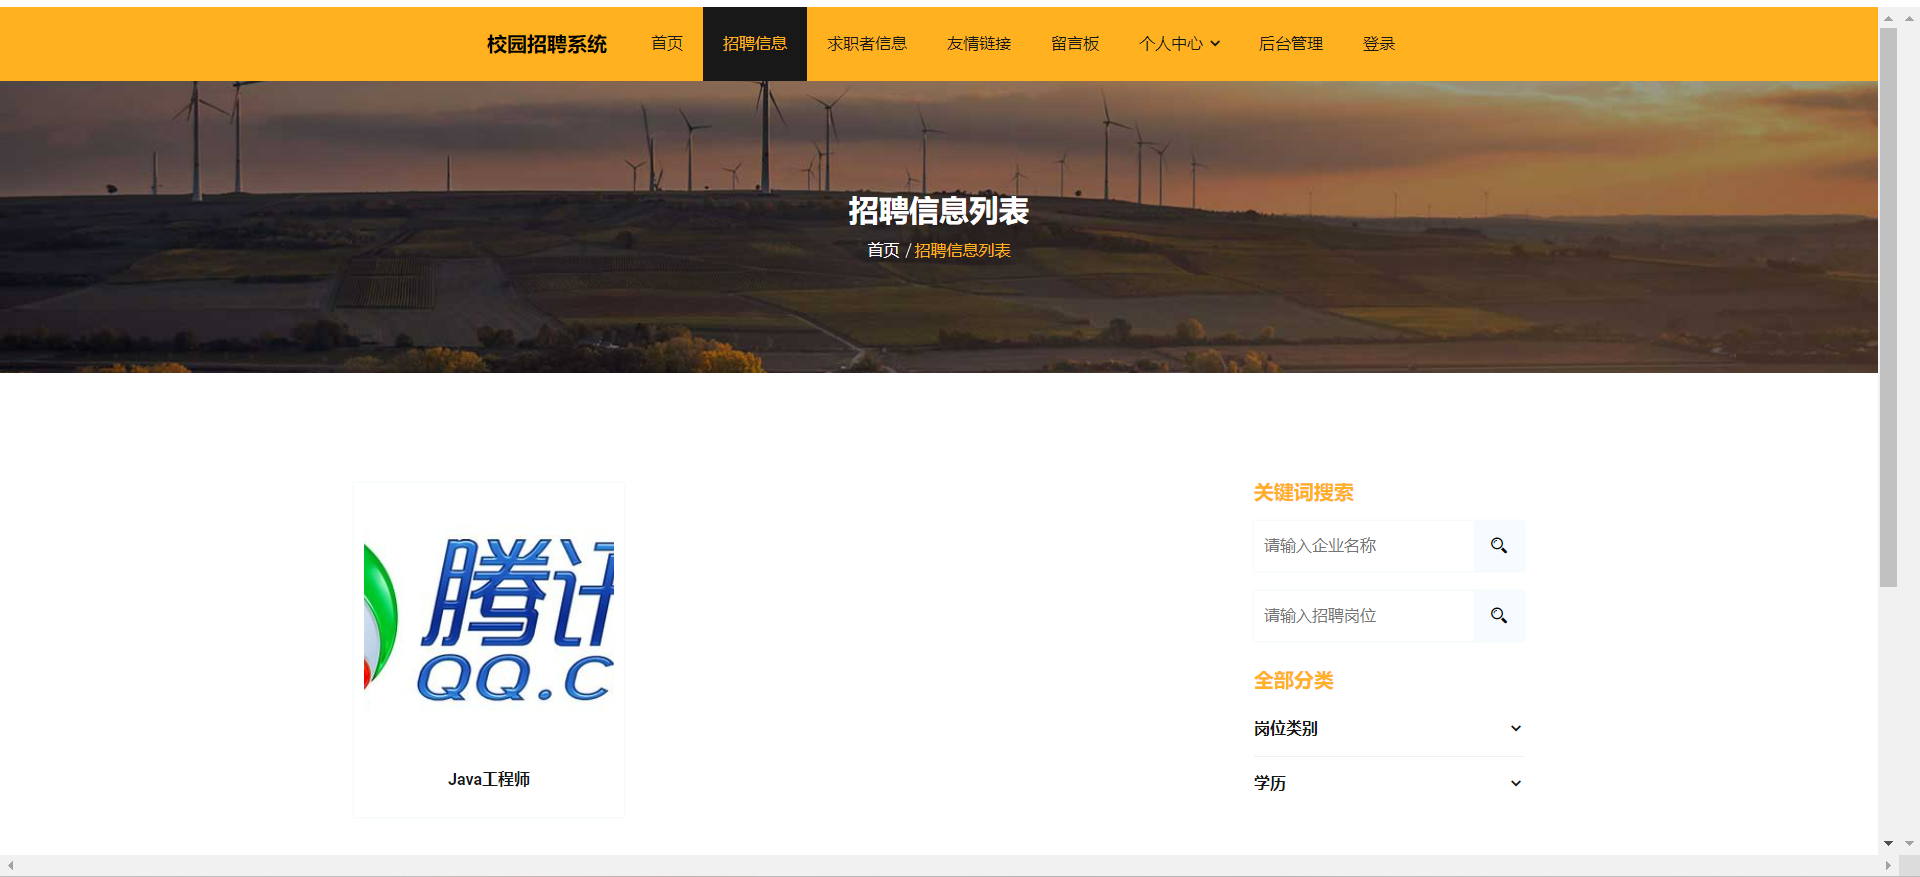 校园招聘系统 首页 招聘信息 求职者信息 友情链接 留言板 个人中心 后台管理 登录
招聘信息列表
首页 / 招聘信息列表
腾讯
QQ.C
Java工程师
关键词搜索
请输入企业名称
请输入招聘岗位
全部分类
岗位类别
学历